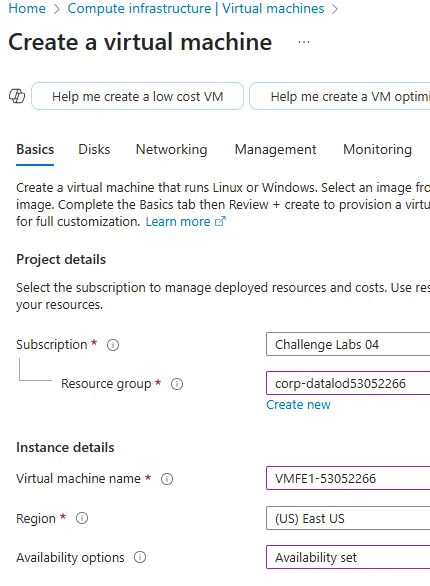 Home > Compute infrastructure | Virtual machines >
Create a virtual machine ...
Help me create a low cost VM Help me create a VM optimi
Basics Disks Networking Management Monitoring
Create a virtual machine that runs Linux or Windows. Select an image fro
image. Complete the Basics tab then Review + create to provision a virtu
for full customization. Learn more
Project details
Select the subscription to manage deployed resources and costs. Use res
your resources.
Subscription * Challenge Labs 04
Resource group * corp-datalod53052266
Create new
Instance details
Virtual machine name * VMFE1-53052266
Region * (US) East US
Availability options Availability set